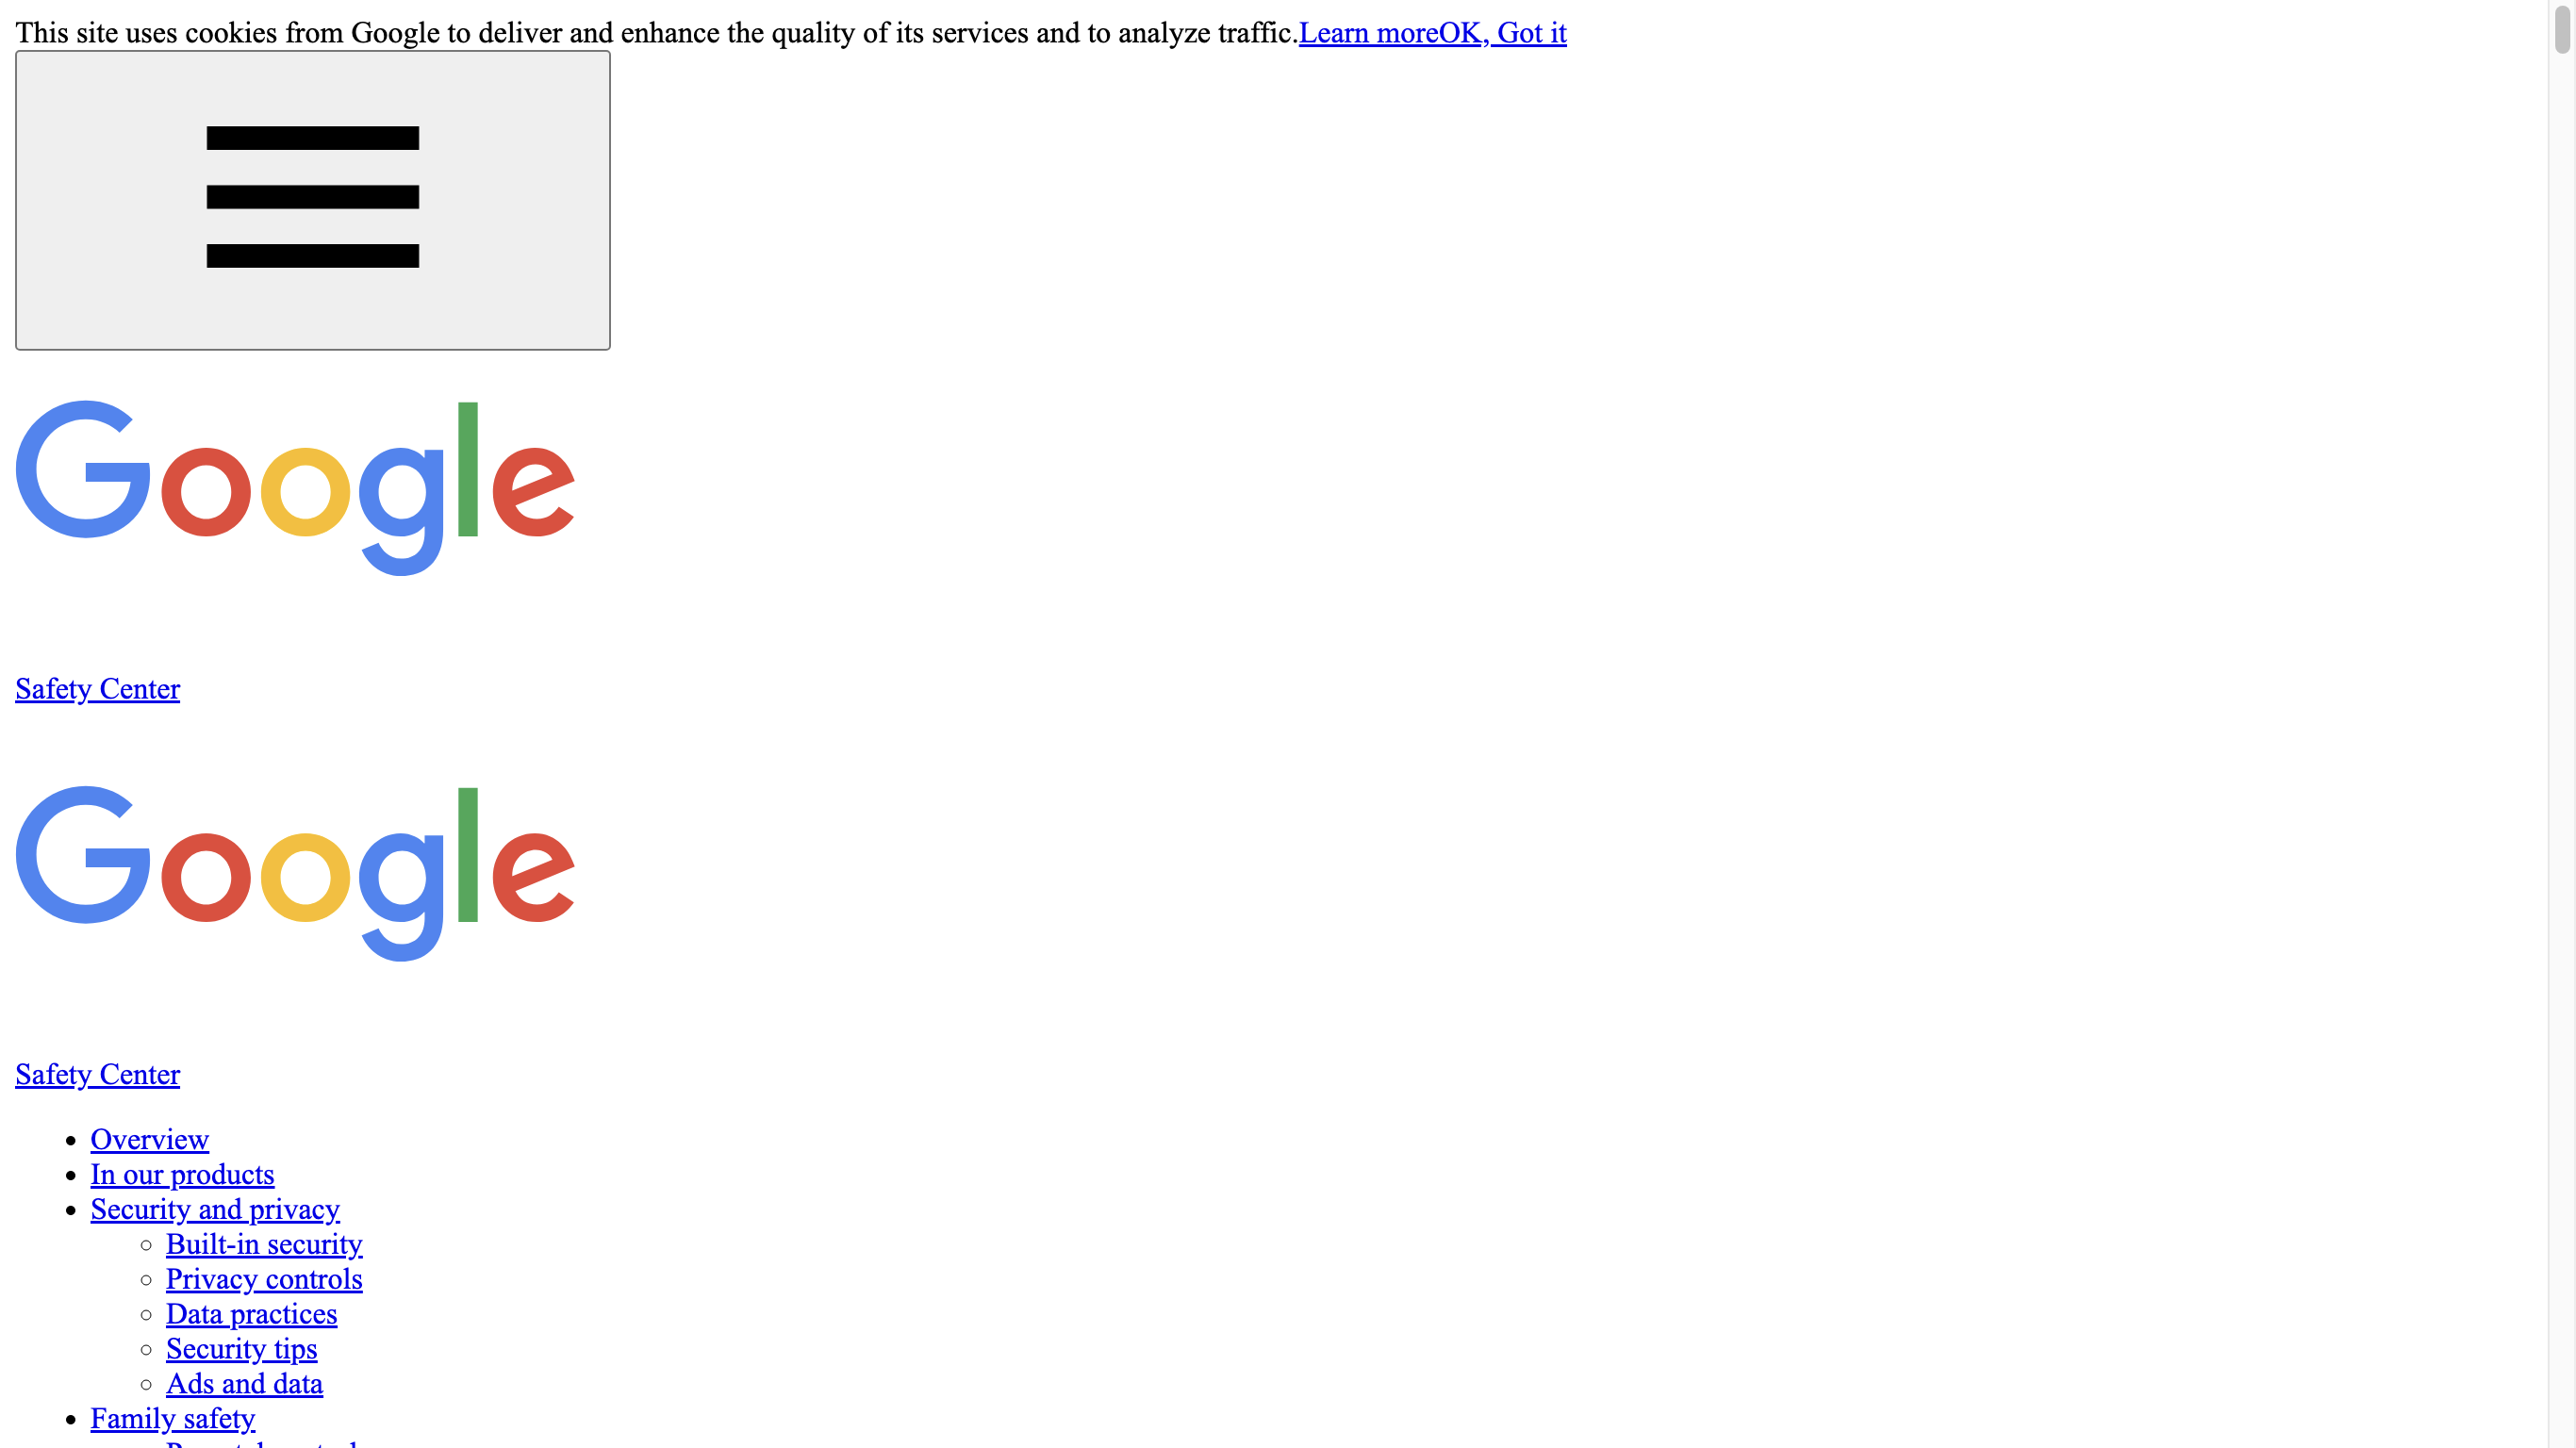 This site uses cookies from Google to deliver and enhance the quality of its services and to analyze traffic.Learn moreOK, Got it
Google
Safety Center
Google
Safety Center
Overview
In our products
Security and privacy
Built-in security
Privacy controls
Data practices
Security tips
Ads and data
Family safety